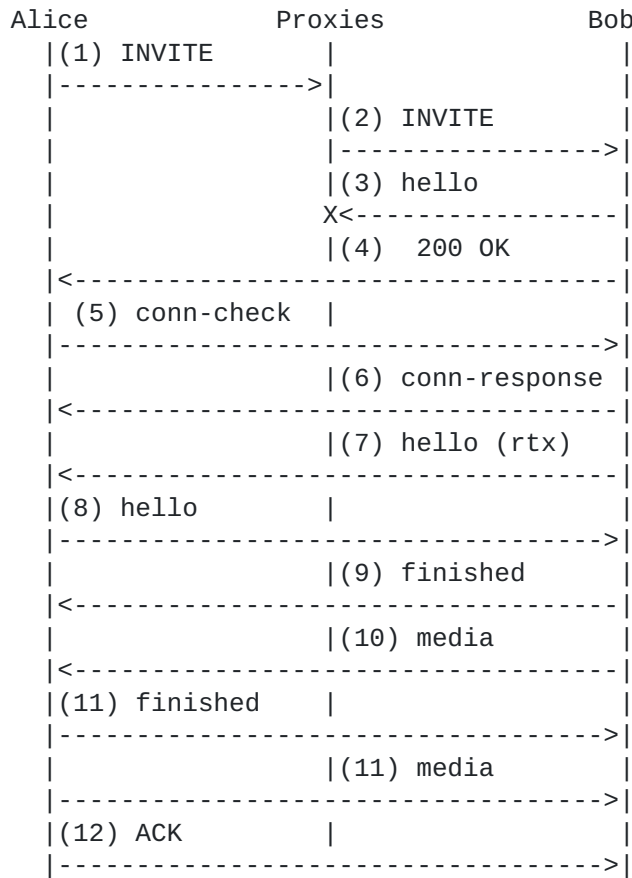 Alice               Proxies             Bob
  |(1) INVITE       |                  |
  |---------------->|                  |
  |                 |(2) INVITE        |
  |                 |----------------->|
  |                 |(3) hello         |
  |                 X<-----------------|
  |                 |(4)  200 OK       |
  |<-----------------------------------|
  | (5) conn-check  |                  |
  |----------------------------------->|
  |                 |(6) conn-response |
  |<-----------------------------------|
  |                 |(7) hello (rtx)   |
  |<-----------------------------------|
  |(8) hello        |                  |
  |----------------------------------->|
  |                 |(9) finished      |
  |<-----------------------------------|
  |                 |(10) media        |
  |<-----------------------------------|
  |(11) finished    |                  |
  |----------------------------------->|
  |                 |(11) media        |
  |----------------------------------->|
  |(12) ACK         |                  |
  |----------------------------------->|